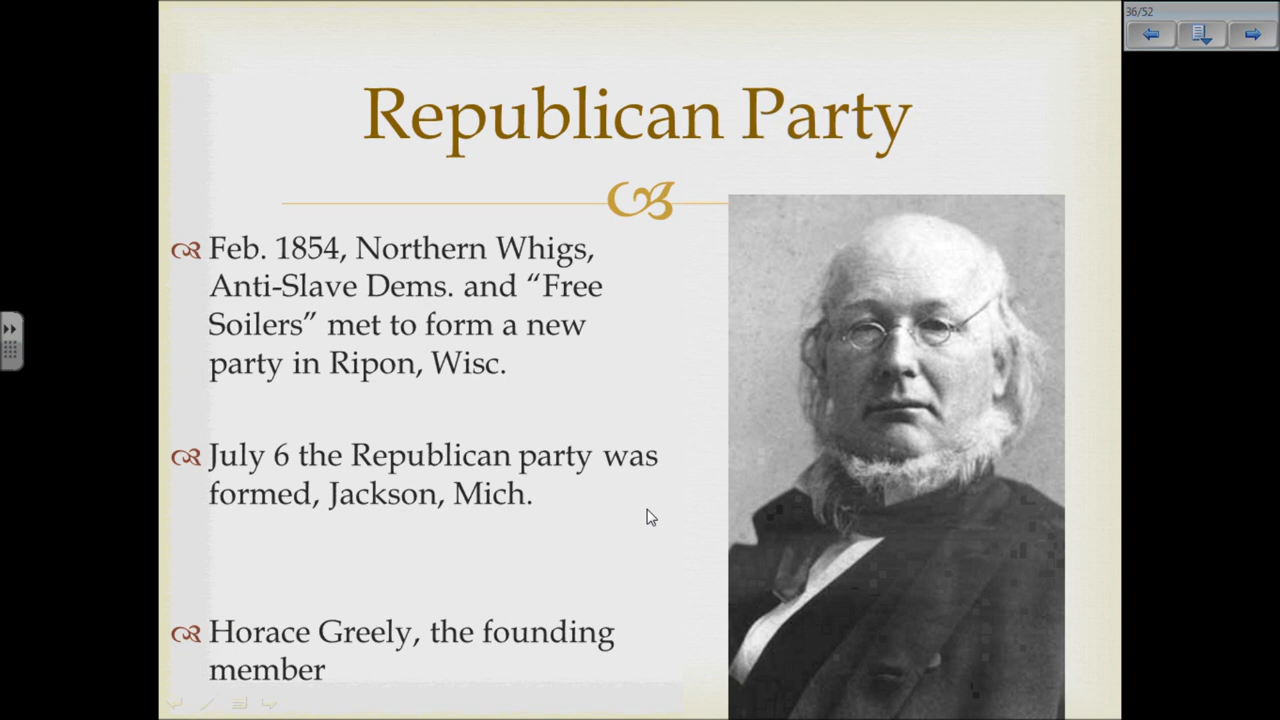 36/52
Republican Party
Feb. 1854, Northern Whigs,
Anti-Slave Dems. and “Free
Soilers” met to form a new
party in Ripon, Wisc.
July 6 the Republican party was
formed, Jackson, Mich.
Horace Greely, the founding
member